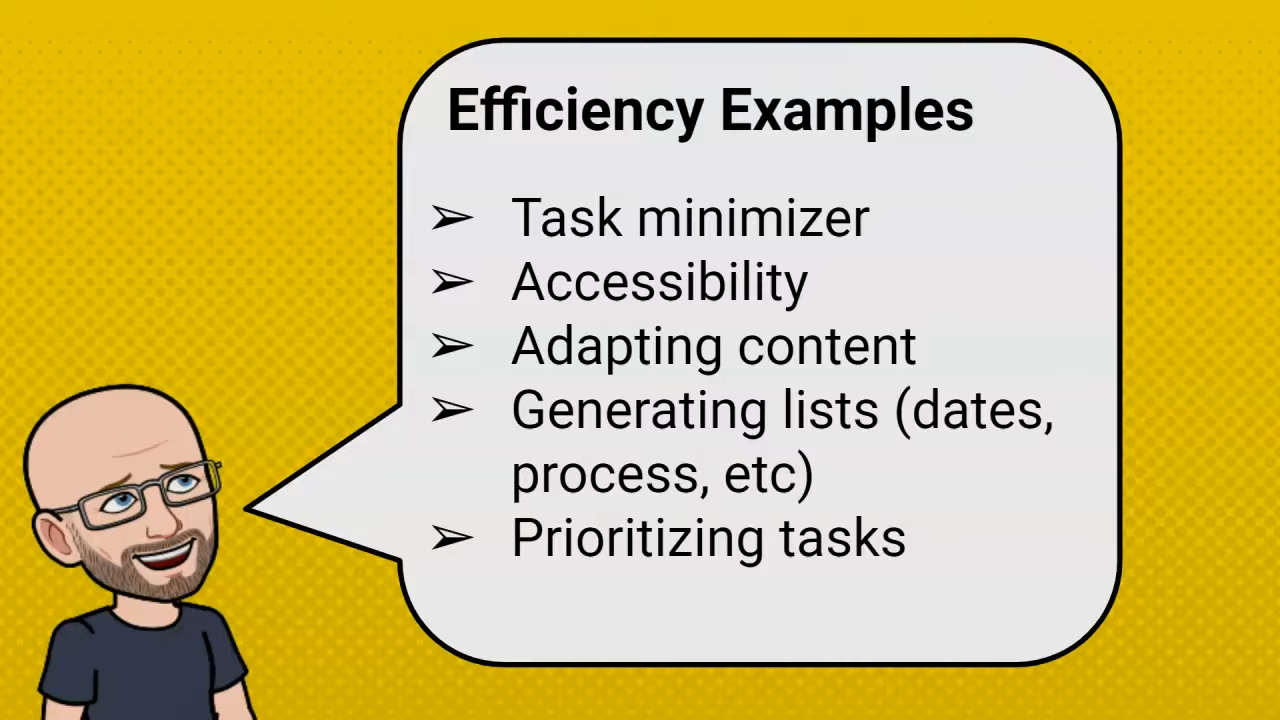 Efficiency Examples
➢ Task minimizer
➢ Accessibility
➢ Adapting content
➢ Generating lists (dates,
process, etc)
➢ Prioritizing tasks